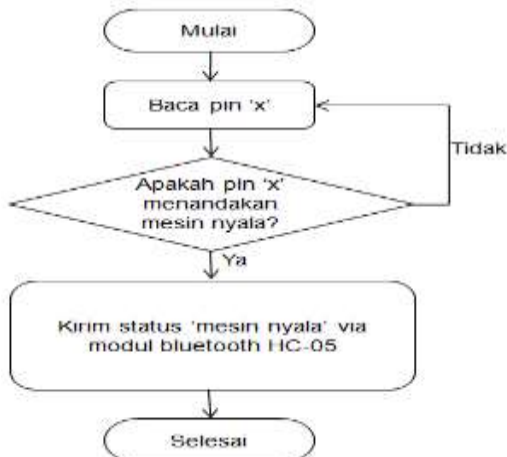 Mulai
Baca pin 'x'
Tidak
Apakah pin 'x'
menandakan
mesin nyala?
Ya
Kirim status 'mesin nyala' via
modul bluetooth HC-05
Selesai